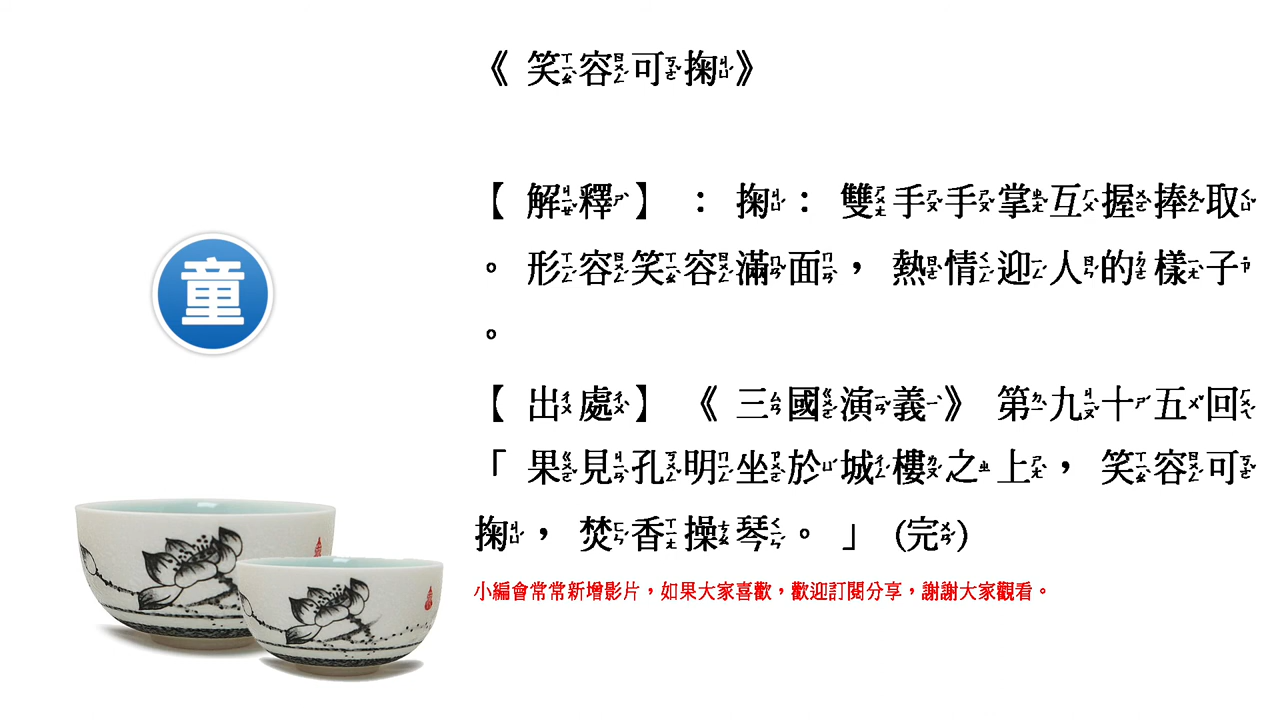 《笑容可掬》
【解釋】：掬：雙手手掌互握捧取
。形容笑容滿面，熱情迎人的樣子
。
【出處】《三國演義》第九十五回
「果見孔明坐於城樓之上，笑容可
掬，焚香操琴。」(完)
小編會常常新增影片，如果大家喜歡，歡迎訂閱分享，謝謝大家觀看。
童